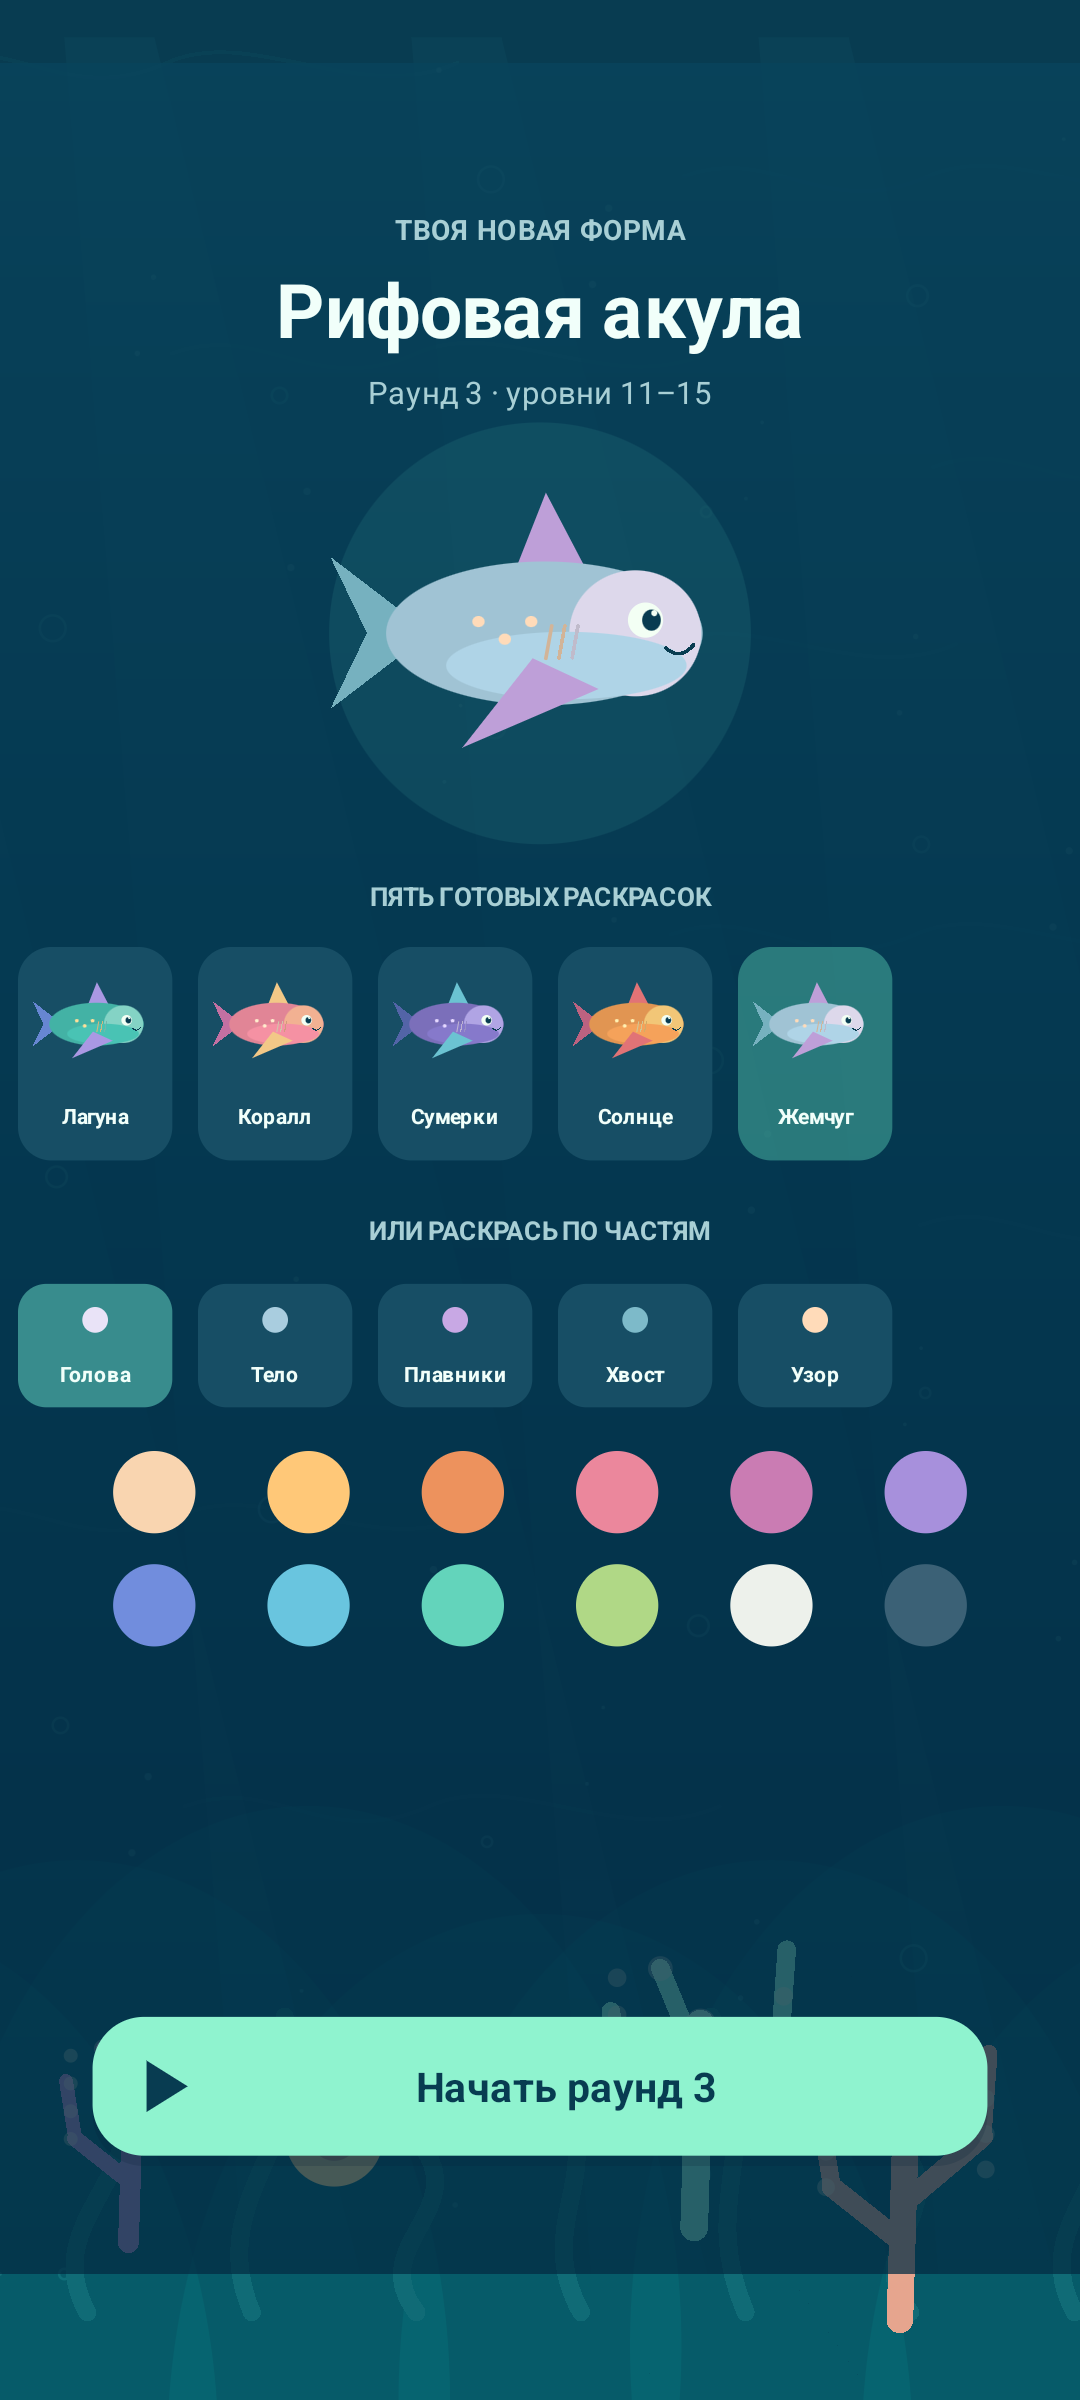 ТВОЯ НОВАЯ ФОРМА
Рифовая акула
Раунд 3 · уровни 11–15
ПЯТЬ ГОТОВЫХ РАСКРАСОК
Лагуна
Коралл
Сумерки
Солнце
Жемчуг
ИЛИ РАСКРАСЬ ПО ЧАСТЯМ
Голова
Тело
Плавники
Хвост
Узор
Начать раунд 3